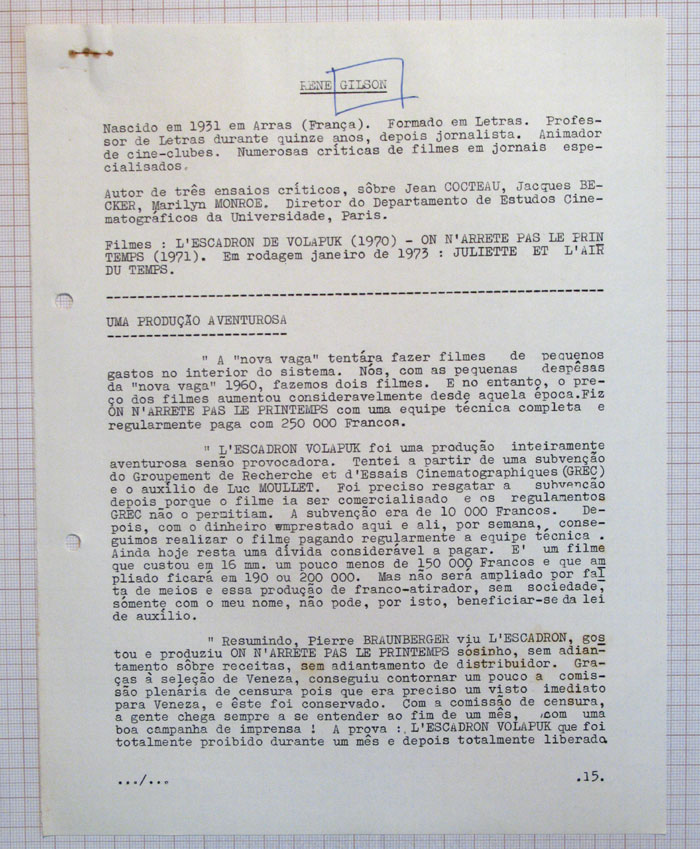 RENE GILSON
Nascido em 1931 em Arras (França). Formado em Letras. Profes-
sor de Letras durante quinze anos, depois jornalista. Animador
de cine-clubes. Numerosas críticas de filmes em jornais espe-
cialisados.
Autor de três ensaios críticos, sôbre Jean COCTEAU, Jacques BE-
CKER, Marilyn MONROE. Diretor do Departamento de Estudos Cine-
matográficos da Universidade, Paris.
Filmes : L'ESCADRON DE VOLAPUK (1970) - ON N'ARRETE PAS LE PRIN
TEMPS (1971). Em rodagem janeiro de 1973 : JULIETTE ET L'AIR
DU TEMPS.
UMA PRODUÇÃO AVENTUROSA
" A "nova vaga" tentára fazer filmes de pequenos
gastos no interior do sistema. Nós, com as pequenas despêsas
da "nova vaga" 1960, fazemos dois filmes. E no entanto, o pre-
ço dos filmes aumentou consideravelmente desde aquela época.Fiz
ON N'ARRETE PAS LE PRINTEMPS com uma equipe técnica completa e
regularmente paga com 250 000 Francos.
" L'ESCADRON VOLAPUK foi uma produção inteiramente
aventurosa senão provocadora. Tentei a partir de uma subvenção
do Groupement de Recherche et d'Essais Cinematographiques (GREC)
e o auxílio de Luc MOULLET. Foi preciso resgatar a subvencão
depois porque o filme ia ser comercialisado e os regulamentos
GREC não o permitiam. A subvenção era de 10 000 Francos. De-
pois, com o dinheiro emprestado aqui e ali, por semana, conse-
guimos realizar o filme pagando regularmente a equipe técnica .
Ainda hoje resta uma dívida considerável a pagar. E' um filme
que custou em 16 mm. um pouco menos de 150 000 Francos e que am
pliado ficará em 190 ou 200 000. Mas não será ampliado por fal
ta de meios e essa produção de franco-atirador, sem sociedade,
sómente com o meu nome, não pode, por isto, beneficiar-se da lei
de auxílio.
" Resumindo, Pierre BRAUNBERGER viu L'ESCADRON, gos
tou e produziu ON N'ARRETE PAS LE PRINTEMPS sósinho, sem adian-
tamento sôbre receitas, sem adiantamento de distribuidor. Gra-
ças à seleção de Veneza, conseguiu contornar um pouco a comis-
são plenária de censura pois que era preciso um visto imediato
para Veneza, e êste foi conservado. Com a comissão de censura,
a gente chega sempre a se entender ao fim de um mês, com uma
boa campanha de imprensa ! A prova : L'ESCADRON VOLAPUK que foi
totalmente proibido durante um mês e depois totalmente liberado
.../...
.15.